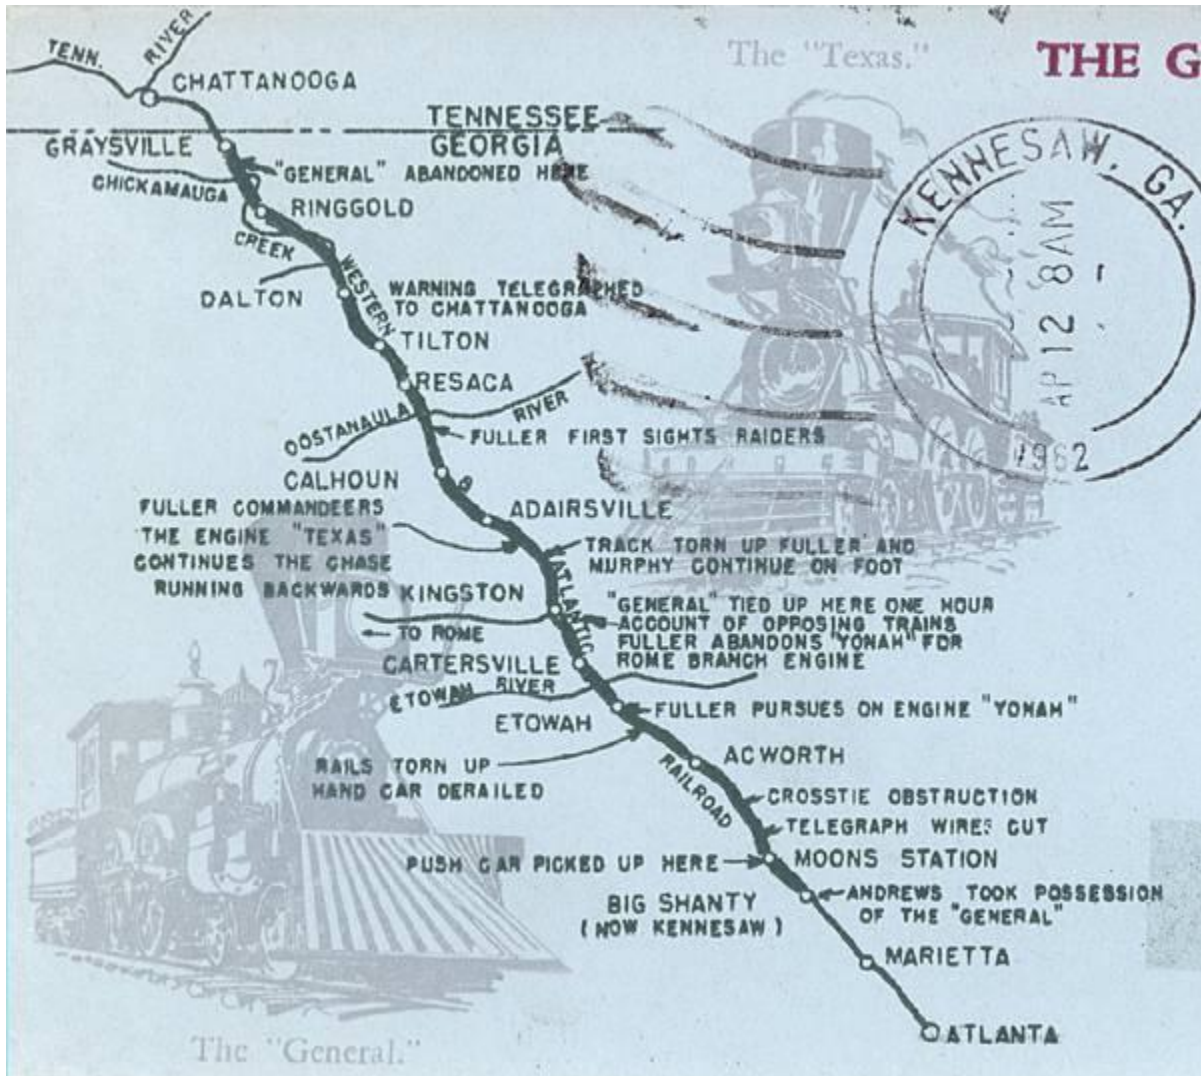 The "Texas."
THE G
TENN.
RIVER
CHATTANOOGA
TENNESSEE
GEORGIA
GRAYSVILLE
"GENERAL" ABANDONED HERE
CHICKAMAUGA
RINGGOLD
CREEK
DALTON
WESTERN
WARNING TELEGRAPHED
TO CHATTANOOGA
TILTON
RESACA
OOSTANAULA
RIVER
FULLER FIRST SIGHTS RAIDERS
CALHOUN
&
ADAIRSVILLE
FULLER COMMANDEERS
THE ENGINE "TEXAS"
CONTINUES THE CHASE
RUNNING BACKWARDS
TRACK TORN UP FULLER AND
MURPHY CONTINUE ON FOOT
ATLANTIC
KINGSTON
TO ROME
"GENERAL" TIED UP HERE ONE HOUR
ACCOUNT OF OPPOSING TRAINS
FULLER ABANDONS "YONAH" FOR
ROME BRANCH ENGINE
CARTERSVILLE
ETOWAH RIVER
ETOWAH
FULLER PURSUES ON ENGINE "YONAH"
RAILS TORN UP
HAND CAR DERAILED
RAILROAD
ACWORTH
CROSSTIE OBSTRUCTION
TELEGRAPH WIRES CUT
PUSH CAR PICKED UP HERE
MOONS STATION
BIG SHANTY
(NOW KENNESAW)
ANDREWS TOOK POSSESSION
OF THE "GENERAL"
MARIETTA
ATLANTA
The "General."
KENNESAW, GA.
AP 12 8AM
1962